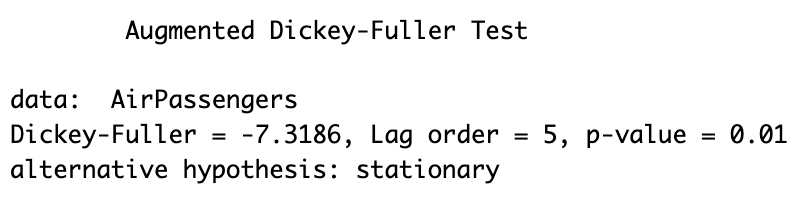 Augmented Dickey-Fuller Test
data:  AirPassengers
Dickey-Fuller = -7.3186, Lag order = 5, p-value = 0.01
alternative hypothesis: stationary